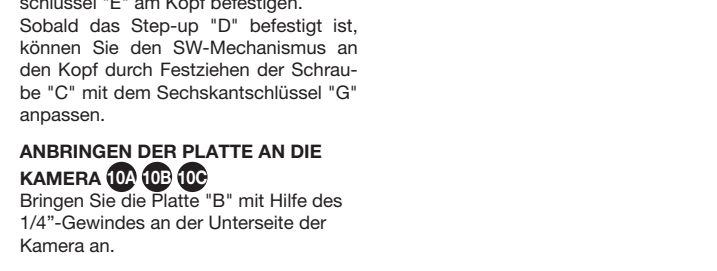 schlüssel "E" am Kopf befestigen.
Sobald das Step-up "D" befestigt ist,
können Sie den SW-Mechanismus an
den Kopf durch Festziehen der Schrau-
be "C" mit dem Sechskantschlüssel "G"
anpassen.
ANBRINGEN DER PLATTE AN DIE
KAMERA 10A 10B 10C
Bringen Sie die Platte "B" mit Hilfe des
1/4”-Gewindes an der Unterseite der
Kamera an.